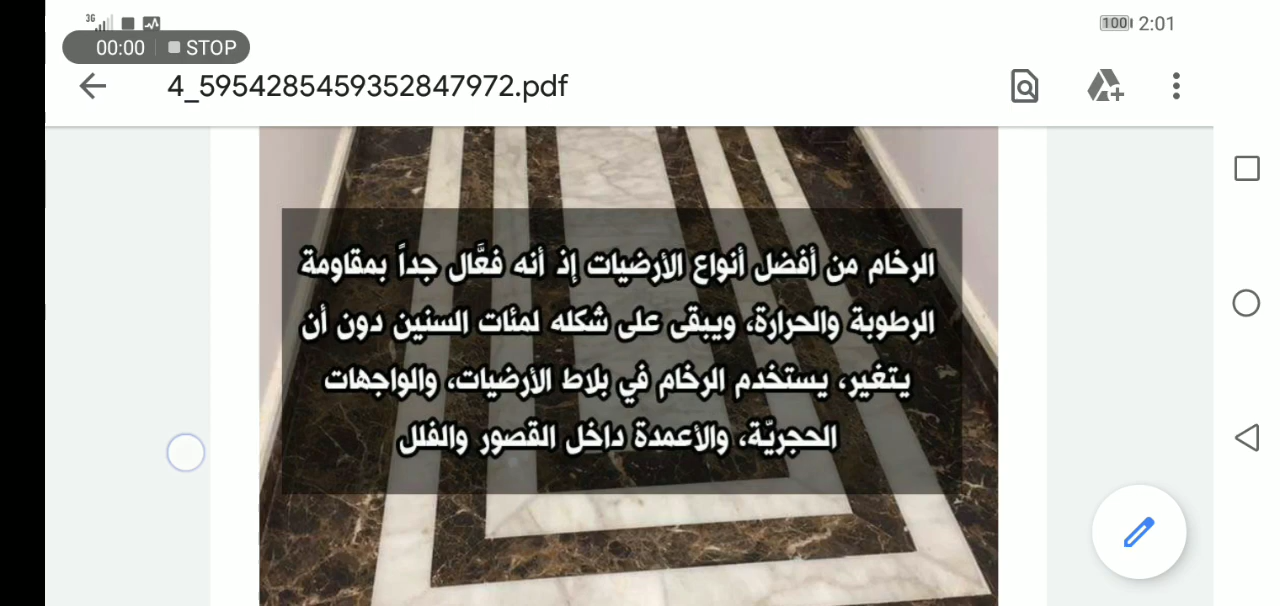 3G
100 2:01
00:00 STOP
4_5954285459352847972.pdf
الرخام من أفضل أنواع الأرضيات إذ أنه فعَّال جداً بمقاومة
الرطوبة والحرارة، ويبقى على شكله لمئات السنين دون أن
يتغير، يستخدم الرخام في بلاط الأرضيات، والواجهات
الحجريّة، والأعمدة داخل القصور والفلل